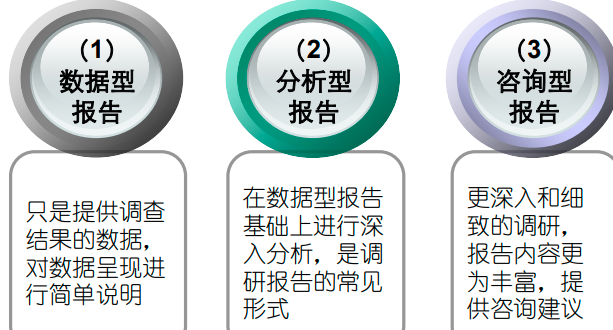 （1）
数据型
报告
（2）
分析型
报告
（3）
咨询型
报告
只是提供调查
结果的数据，
对数据呈现进
行简单说明
在数据型报告
基础上进行深
入分析，是调
研报告的常见
形式
更深入和细
致的调研，
报告内容更
为丰富，提
供咨询建议